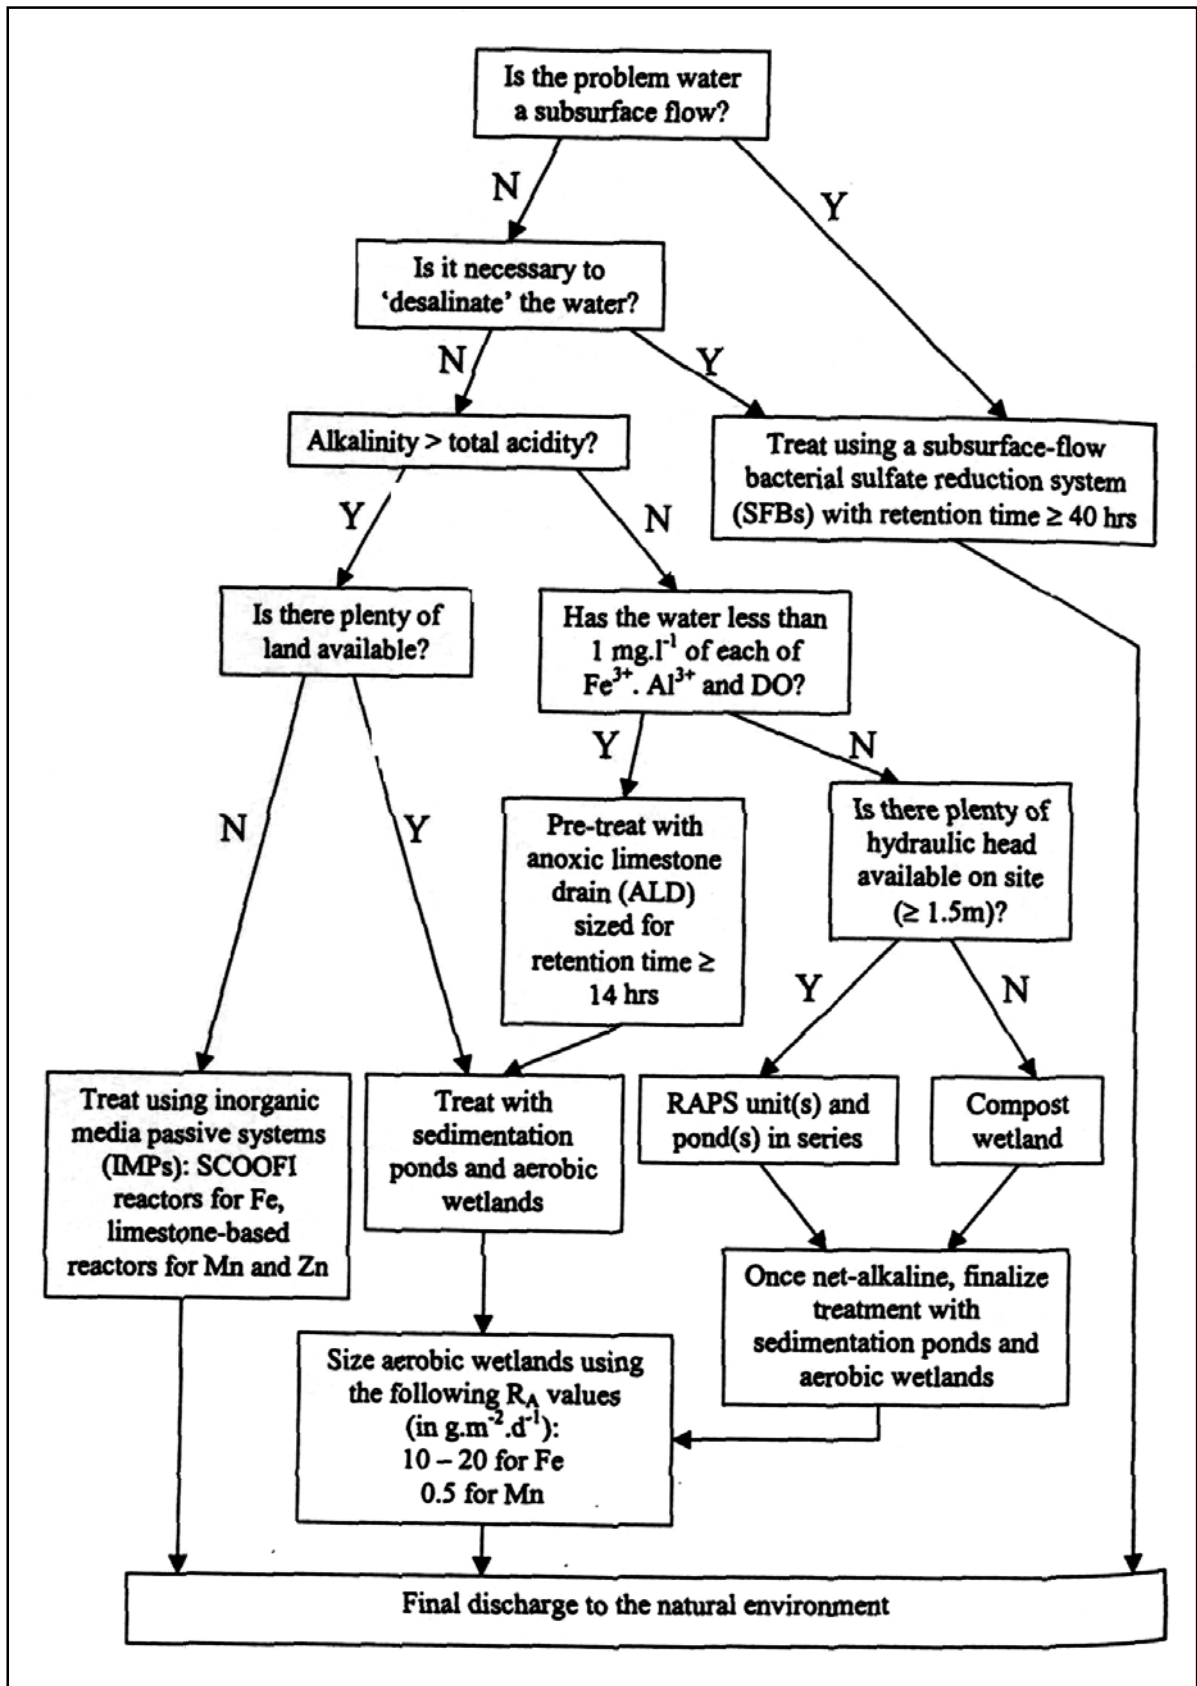 Is the problem water
a subsurface flow?
N
Y
Is it necessary to
‘desalinate’ the water?
N
Y
Alkalinity > total acidity?
Treat using a subsurface-flow
bacterial sulfate reduction system
(SFBs) with retention time ≥ 40 hrs
Y
N
Is there plenty of
land available?
Has the water less than
1 mg.l⁻¹ of each of
Fe³⁺. Al³⁺ and DO?
Y
N
N
Y
Pre-treat with
anoxic limestone
drain (ALD)
sized for
retention time ≥
14 hrs
Is there plenty of
hydraulic head
available on site
(≥ 1.5m)?
Y
N
Treat using inorganic
media passive systems
(IMPs): SCOOFI
reactors for Fe,
limestone-based
reactors for Mn and Zn
Treat with
sedimentation
ponds and aerobic
wetlands
RAPS unit(s) and
pond(s) in series
Compost
wetland
Once net-alkaline, finalize
treatment with
sedimentation ponds and
aerobic wetlands
Size aerobic wetlands using
the following R_A values
(in g.m⁻².d⁻¹):
10 – 20 for Fe
0.5 for Mn
Final discharge to the natural environment